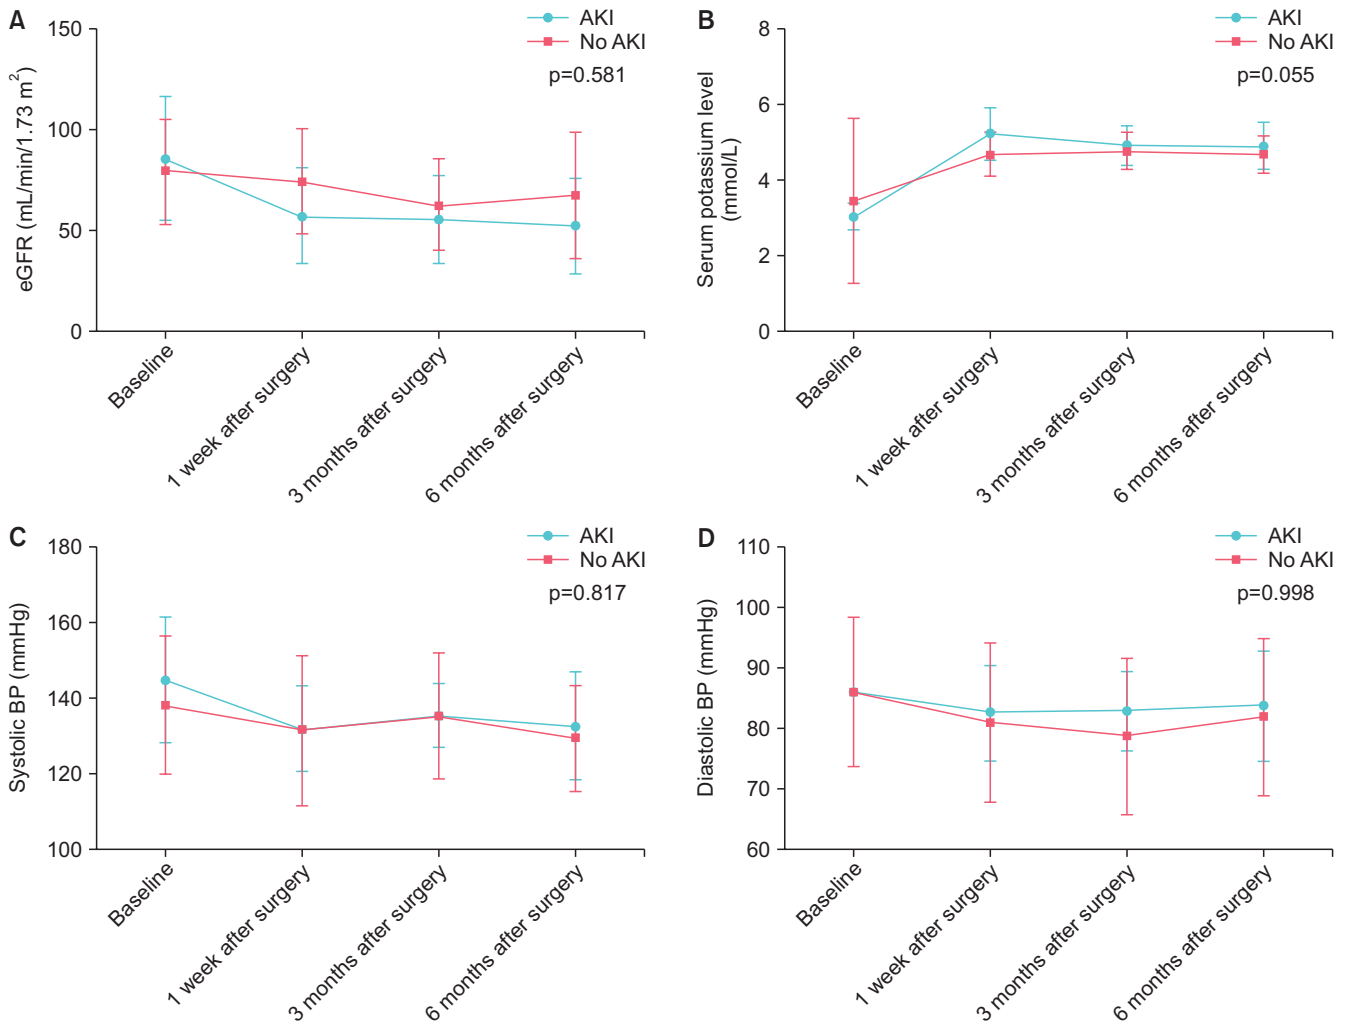 A
AKI
No AKI
p=0.581
eGFR (mL/min/1.73 m²)
150
100
50
0
Baseline
1 week after surgery
3 months after surgery
6 months after surgery
B
AKI
No AKI
p=0.055
Serum potassium level
(mmol/L)
8
6
4
2
0
Baseline
1 week after surgery
3 months after surgery
6 months after surgery
C
AKI
No AKI
p=0.817
Systolic BP (mmHg)
180
160
140
120
100
Baseline
1 week after surgery
3 months after surgery
6 months after surgery
D
AKI
No AKI
p=0.998
Diastolic BP (mmHg)
110
100
90
80
70
60
Baseline
1 week after surgery
3 months after surgery
6 months after surgery